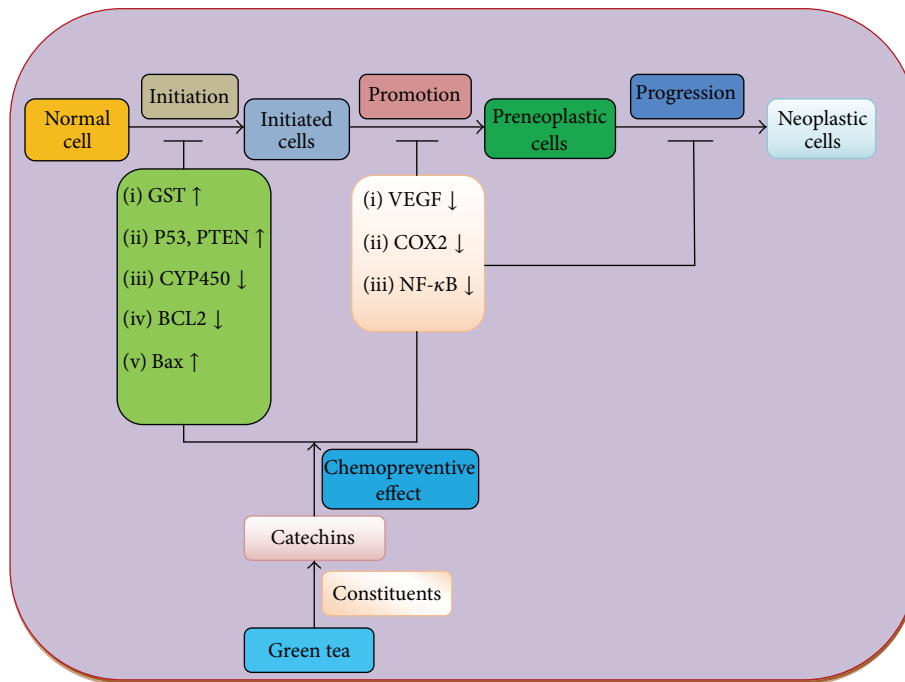 Initiation
Promotion
Progression
Normal
cell
Initiated
cells
Preneoplastic
cells
Neoplastic
cells
(i) GST ↑
(ii) P53, PTEN ↑
(iii) CYP450 ↓
(iv) BCL2 ↓
(v) Bax ↑
(i) VEGF ↓
(ii) COX2 ↓
(iii) NF-κB ↓
Chemopreventive
effect
Catechins
Constituents
Green tea